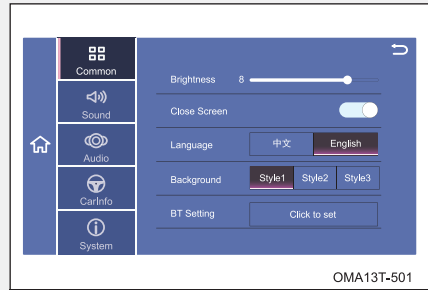 Common
Sound
Audio
CarInfo
System
Brightness 8
Close Screen
Language 中文 English
Background Style1 Style2 Style3
BT Setting Click to set
OMA13T-501